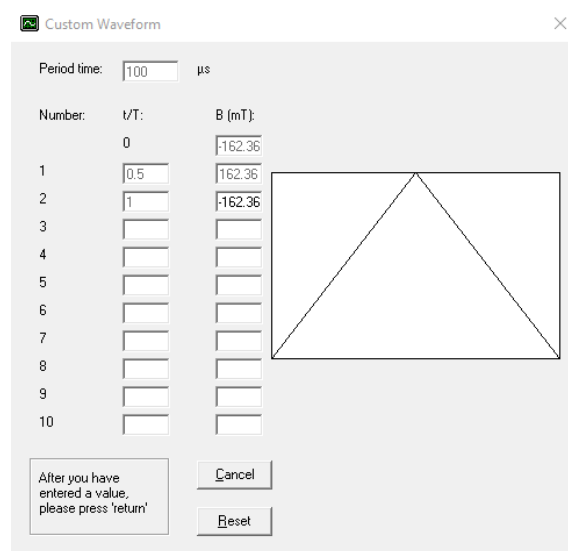 Custom Waveform
Period time: 100 µs
Number: t/T: B (mT):
0 -162.36
1 0.5 162.36
2 1 -162.36
3
4
5
6
7
8
9
10
After you have
entered a value,
please press 'return'
Cancel
Reset